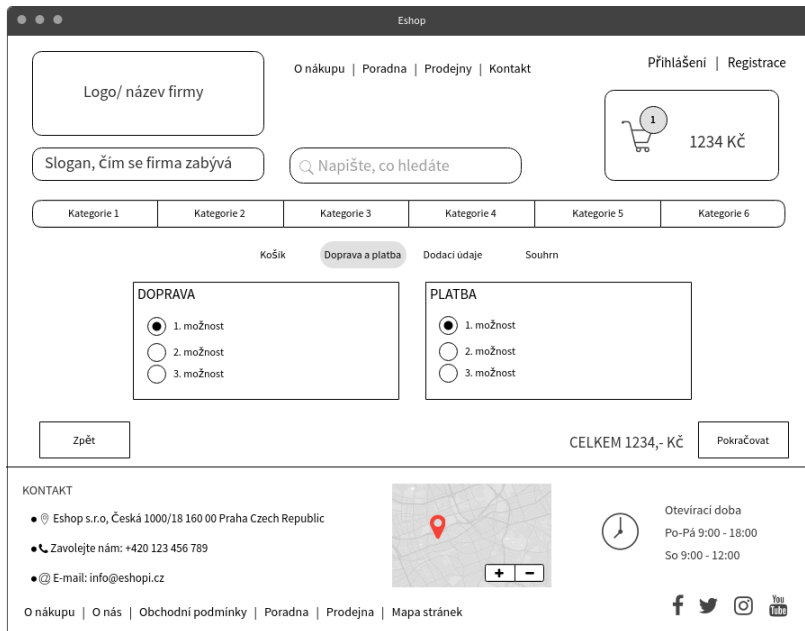 Eshop
Přihlášení | Registrace
O nákupu | Poradna | Prodejny | Kontakt
Logo/ název firmy
1
1234 Kč
Slogan, čím se firma zabývá
Napište, co hledáte
Kategorie 1 Kategorie 2 Kategorie 3 Kategorie 4 Kategorie 5 Kategorie 6
Košík Doprava a platba Dodací údaje Souhrn
DOPRAVA
1. možnost
2. možnost
3. možnost
PLATBA
1. možnost
2. možnost
3. možnost
Zpět
CELKEM 1234,- Kč
Pokračovat
KONTAKT
Eshop s.r.o, Česká 1000/18 160 00 Praha Czech Republic
Zavolejte nám: +420 123 456 789
@ E-mail: info@eshopi.cz
+ −
Otevírací doba
Po-Pá 9:00 - 18:00
So 9:00 - 12:00
O nákupu | O nás | Obchodní podmínky | Poradna | Prodejna | Mapa stránek
You
Tube